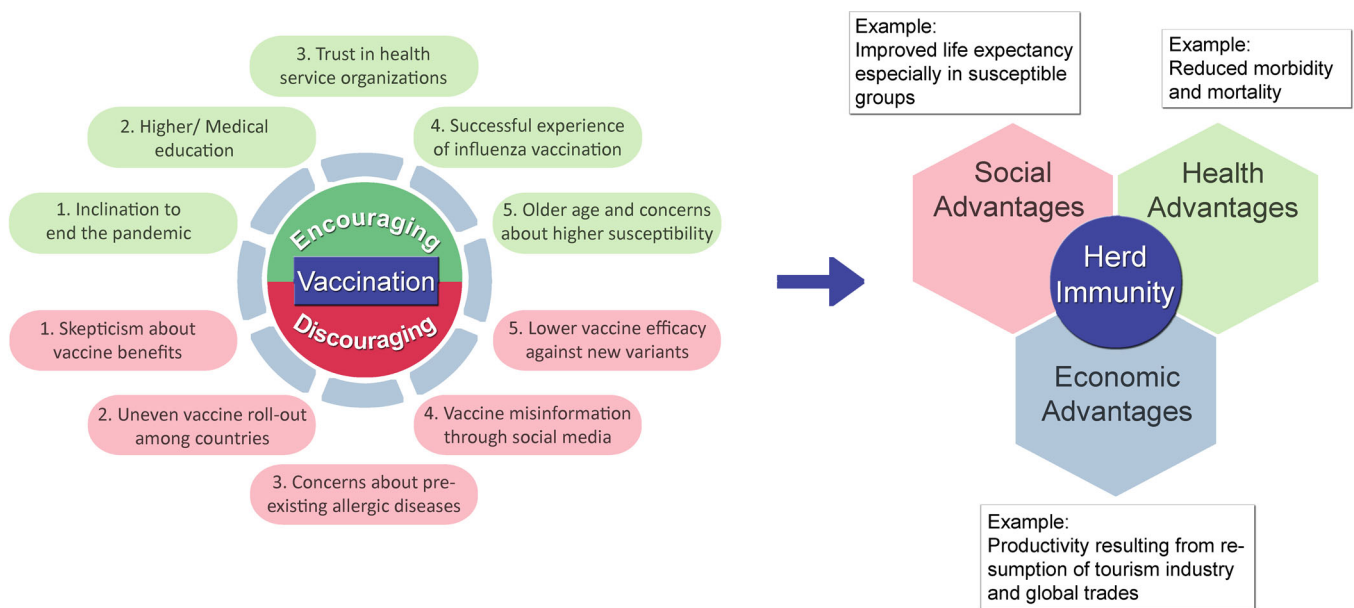 3. Trust in health
service organizations
2. Higher/ Medical
education
4. Successful experience
of influenza vaccination
1. Inclination to
end the pandemic
5. Older age and concerns
about higher susceptibility
Encouraging
Vaccination
Discouraging
1. Skepticism about
vaccine benefits
5. Lower vaccine efficacy
against new variants
2. Uneven vaccine roll-out
among countries
4. Vaccine misinformation
through social media
3. Concerns about pre-
existing allergic diseases
Example:
Improved life expectancy
especially in susceptible
groups
Example:
Reduced morbidity
and mortality
Social
Advantages
Health
Advantages
Herd
Immunity
Economic
Advantages
Example:
Productivity resulting from re-
sumption of tourism industry
and global trades